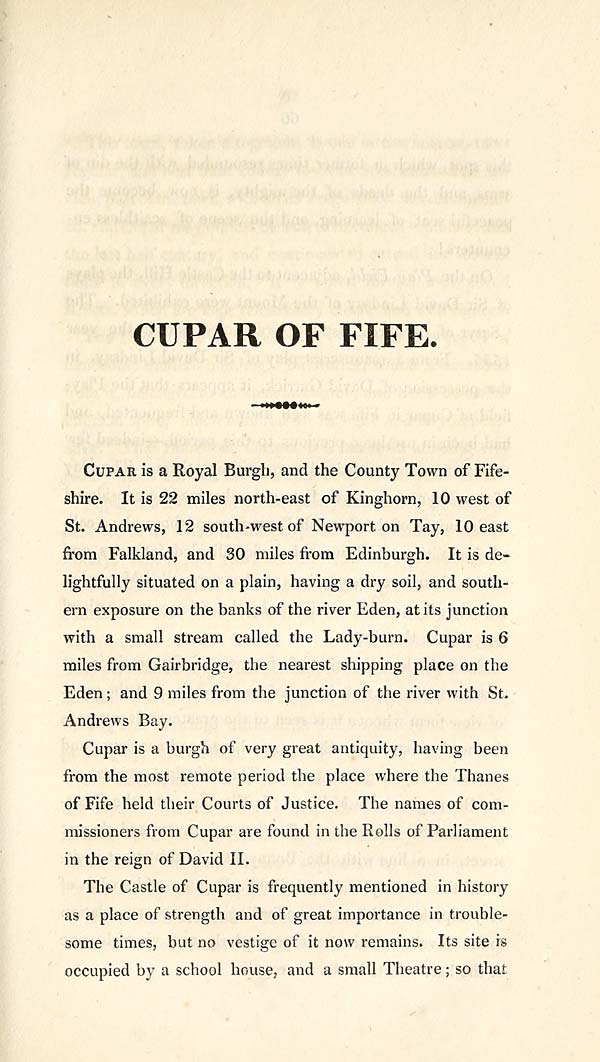 CUPAR OF FIFE.
CUPAR is a Royal Burgh, and the County Town of Fife-
shire. It is 22 miles north-east of Kinghorn, 10 west of
St. Andrews, 12 south-west of Newport on Tay, 10 east
from Falkland, and 30 miles from Edinburgh. It is de-
lightfully situated on a plain, having a dry soil, and south-
ern exposure on the banks of the river Eden, at its junction
with a small stream called the Lady-burn. Cupar is 6
miles from Gairbridge, the nearest shipping place on the
Eden; and 9 miles from the junction of the river with St.
Andrews Bay.
Cupar is a burgh of very great antiquity, having been
from the most remote period the place where the Thanes
of Fife held their Courts of Justice. The names of com-
missioners from Cupar are found in the Rolls of Parliament
in the reign of David II.
The Castle of Cupar is frequently mentioned in history
as a place of strength and of great importance in trouble-
some times, but no vestige of it now remains. Its site is
occupied by a school house, and a small Theatre; so that